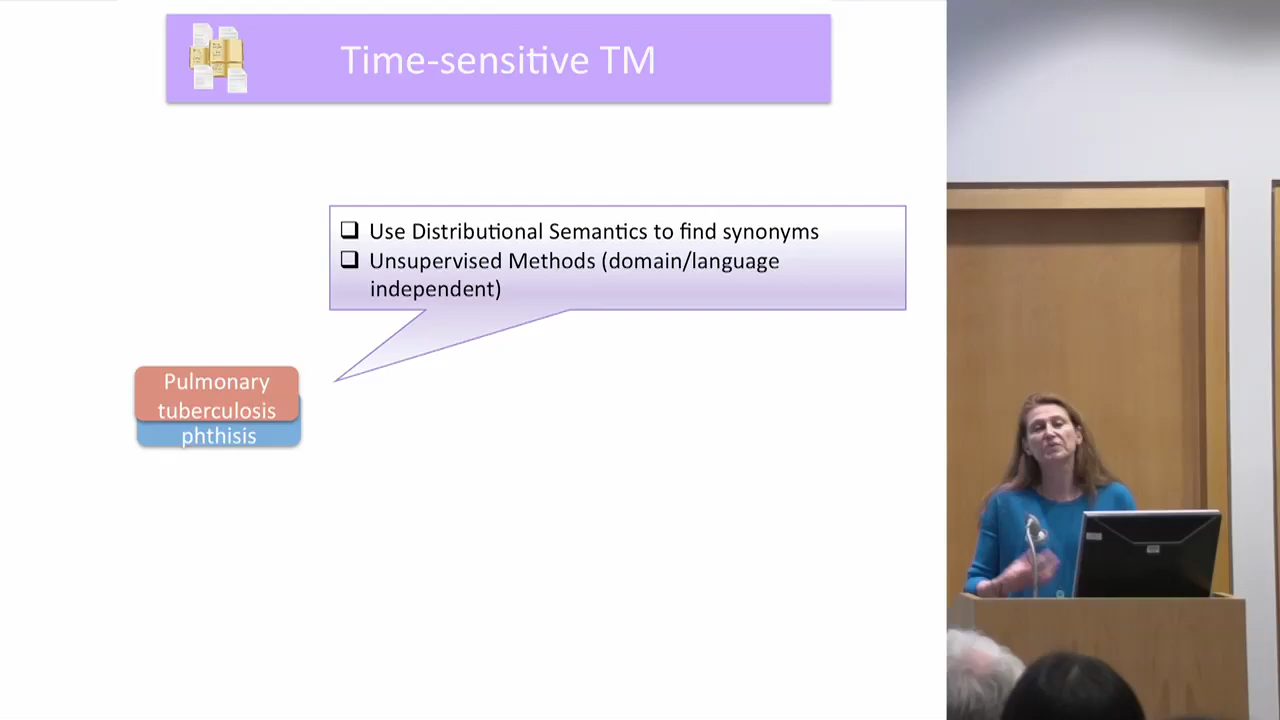 Time-sensitive TM
Use Distributional Semantics to find synonyms
Unsupervised Methods (domain/language
independent)
Pulmonary
tuberculosis
phthisis